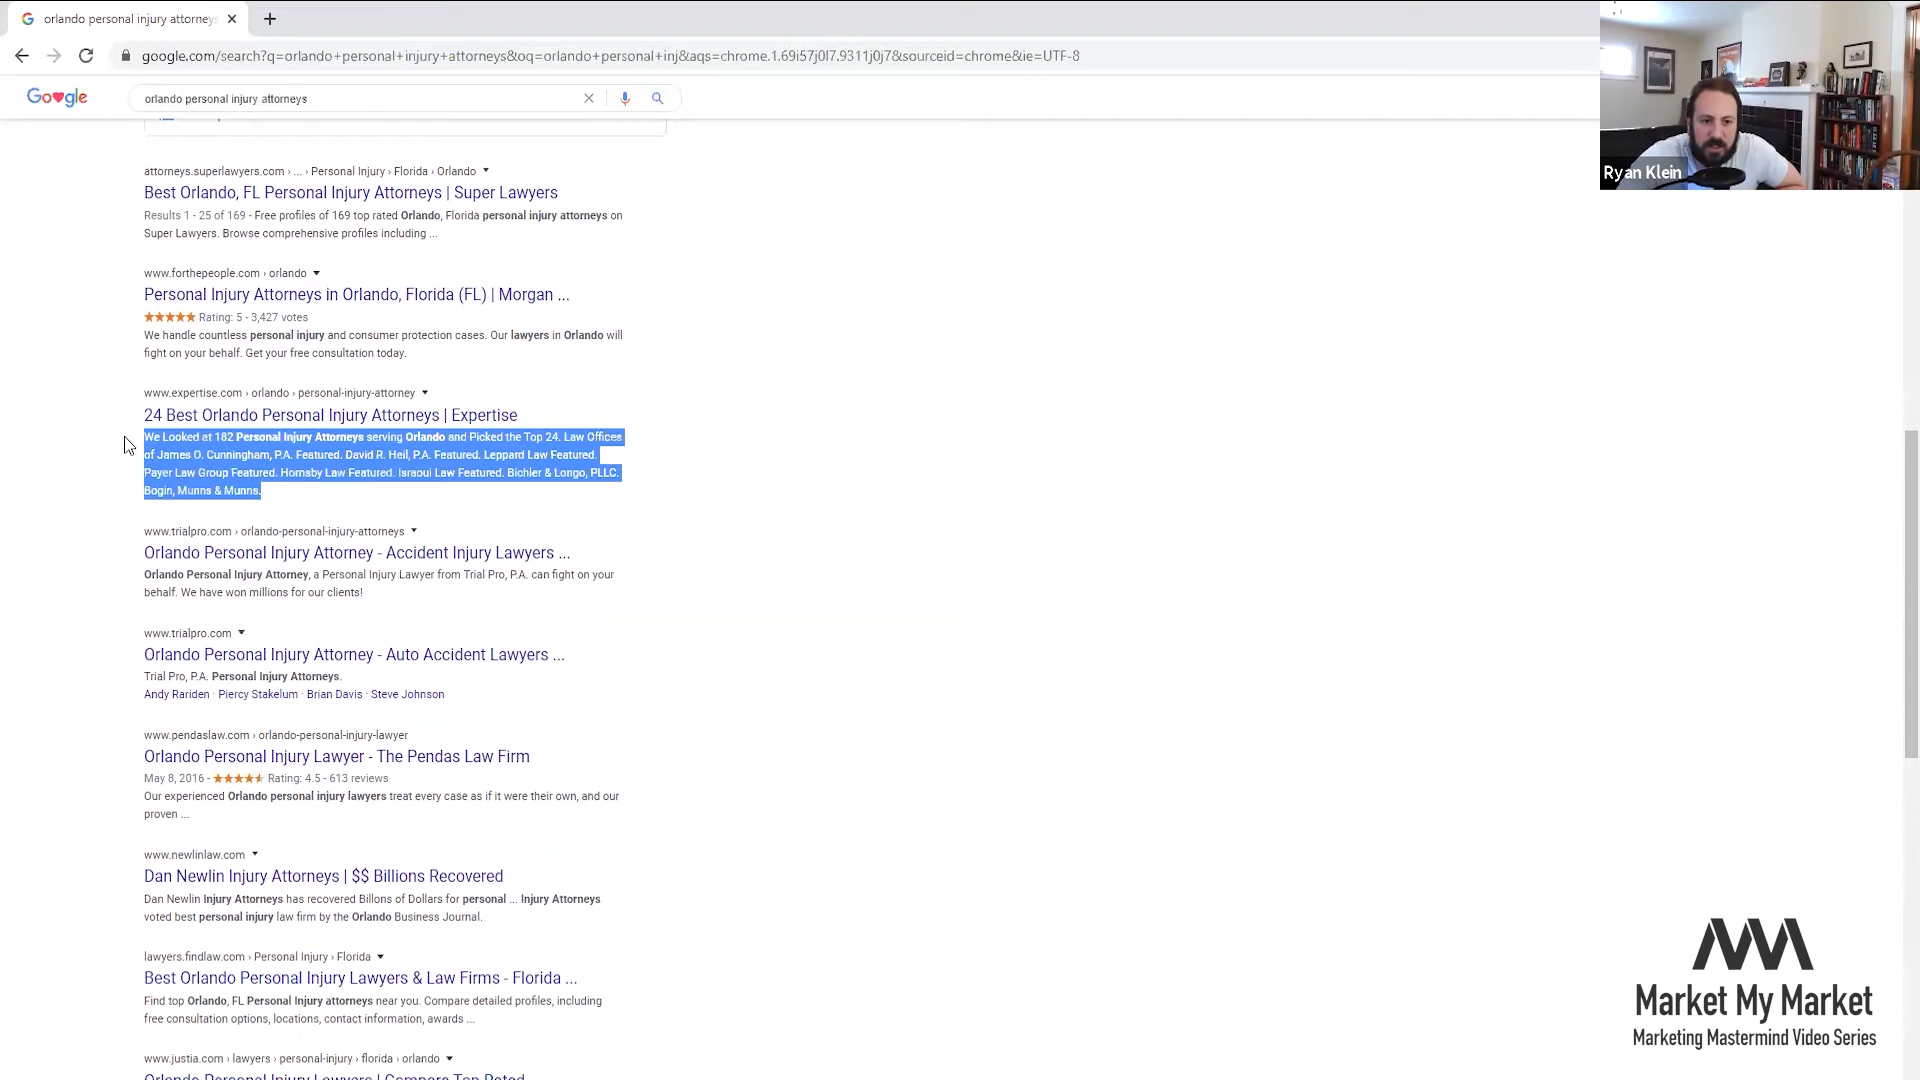 orlando personal injury attorneys
google.com/search?q=orlando+personal+injury+attorneys&oq=orlando+personal+inj&aqs=chrome.1.69i57j0l7.9311j0j7&sourceid=chrome&ie=UTF-8
Google
orlando personal injury attorneys
Ryan Klein
attorneys.superlawyers.com › ... › Personal Injury › Florida › Orlando
Best Orlando, FL Personal Injury Attorneys | Super Lawyers
Results 1 - 25 of 169 - Free profiles of 169 top rated Orlando, Florida personal injury attorneys on
Super Lawyers. Browse comprehensive profiles including ...
www.forthepeople.com › orlando
Personal Injury Attorneys in Orlando, Florida (FL) | Morgan ...
Rating: 5 - 3,427 votes
We handle countless personal injury and consumer protection cases. Our lawyers in Orlando will
fight on your behalf. Get your free consultation today.
www.expertise.com › orlando › personal-injury-attorney
24 Best Orlando Personal Injury Attorneys | Expertise
We Looked at 182 Personal Injury Attorneys serving Orlando and Picked the Top 24. Law Offices
of James O. Cunningham, P.A. Featured. David R. Heil, P.A. Featured. Leppard Law Featured.
Payer Law Group Featured. Hornsby Law Featured. Israoui Law Featured. Bichler & Longo, PLLC.
Bogin, Munns & Munns.
www.trialpro.com › orlando-personal-injury-attorneys
Orlando Personal Injury Attorney - Accident Injury Lawyers ...
Orlando Personal Injury Attorney, a Personal Injury Lawyer from Trial Pro, P.A. can fight on your
behalf. We have won millions for our clients!
www.trialpro.com
Orlando Personal Injury Attorney - Auto Accident Lawyers ...
Trial Pro, P.A. Personal Injury Attorneys.
Andy Rariden · Piercy Stakelum · Brian Davis · Steve Johnson
www.pendaslaw.com › orlando-personal-injury-lawyer
Orlando Personal Injury Lawyer - The Pendas Law Firm
May 8, 2016 - Rating: 4.5 - 613 reviews
Our experienced Orlando personal injury lawyers treat every case as if it were their own, and our
proven ...
www.newlinlaw.com
Dan Newlin Injury Attorneys | $$ Billions Recovered
Dan Newlin Injury Attorneys has recovered Billons of Dollars for personal ... Injury Attorneys
voted best personal injury law firm by the Orlando Business Journal.
lawyers.findlaw.com › Personal Injury › Florida
Best Orlando Personal Injury Lawyers & Law Firms - Florida ...
Find top Orlando, FL Personal Injury attorneys near you. Compare detailed profiles, including
free consultation options, locations, contact information, awards ...
www.justia.com › lawyers › personal-injury › florida › orlando
Orlando Personal Injury Lawyers | Compare Top Rated
Market My Market
Marketing Mastermind Video Series